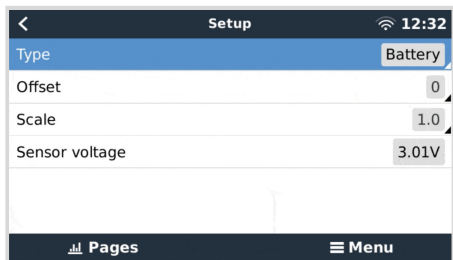 Setup 12:32
Type Battery
Offset 0
Scale 1.0
Sensor voltage 3.01V
Pages Menu